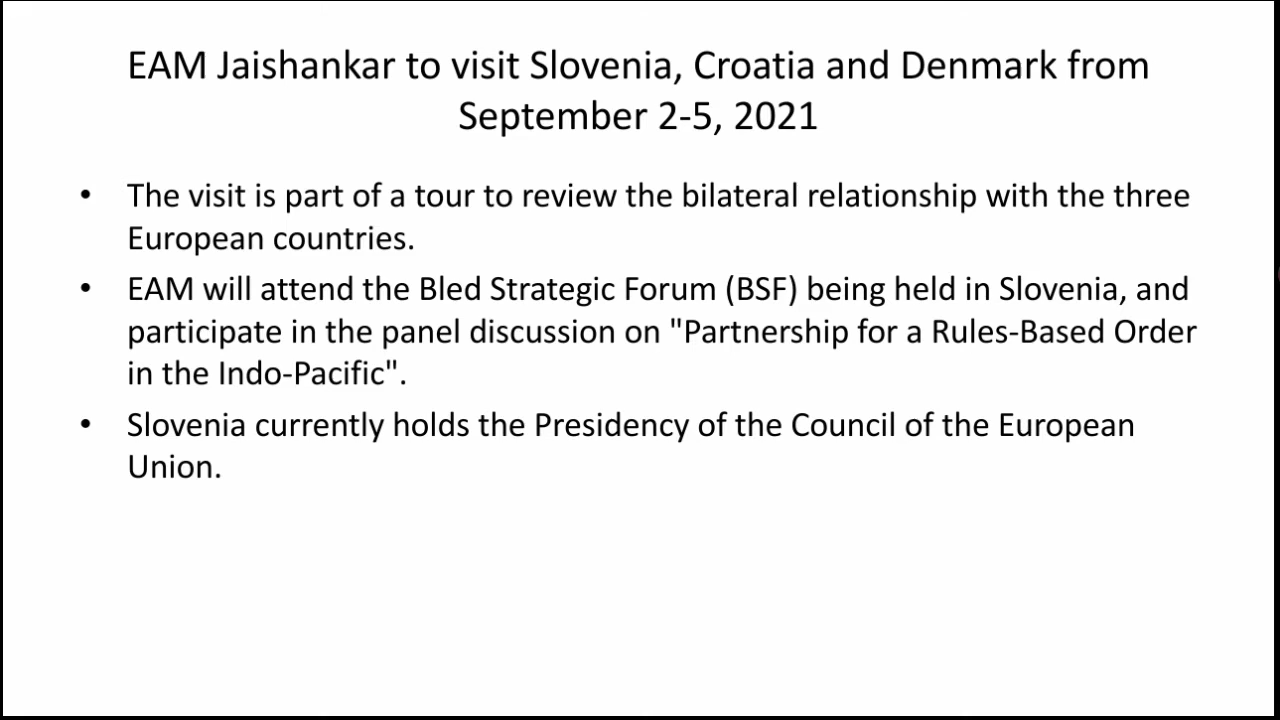 EAM Jaishankar to visit Slovenia, Croatia and Denmark from
September 2-5, 2021
• The visit is part of a tour to review the bilateral relationship with the three
European countries.
• EAM will attend the Bled Strategic Forum (BSF) being held in Slovenia, and
participate in the panel discussion on "Partnership for a Rules-Based Order
in the Indo-Pacific".
• Slovenia currently holds the Presidency of the Council of the European
Union.